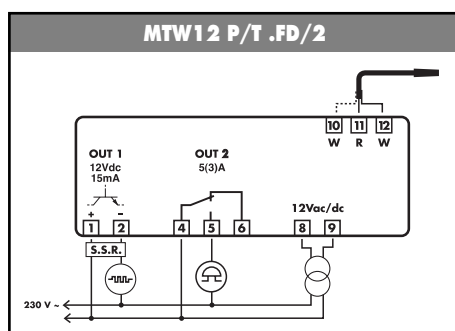 MTW12 P/T .FD/2
10 11 12
W R W
OUT 1 OUT 2
12Vdc 5(3)A
15mA
12Vac/dc
+ -
1 2 4 5 6 8 9
S.S.R.
230 V ~